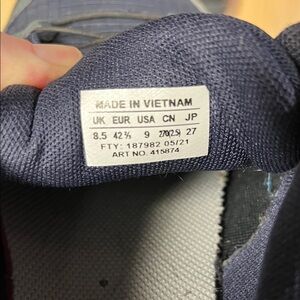 MADE IN VIETNAM
UK EUR USA CN JP
8.5 42⅔ 9 270(2.5) 27
FTY: 187982 05/21
ART NO. 415874